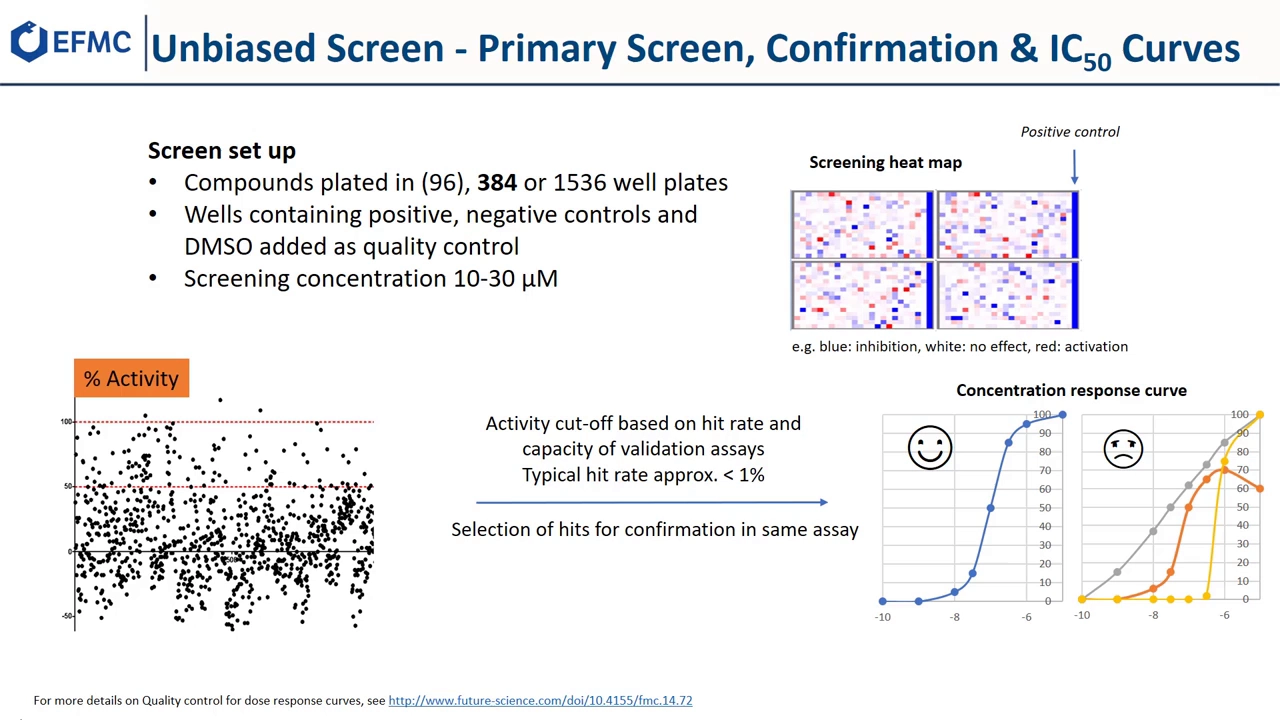 EFMC
Unbiased Screen - Primary Screen, Confirmation & IC50 Curves
Screen set up
• Compounds plated in (96), 384 or 1536 well plates
• Wells containing positive, negative controls and
DMSO added as quality control
• Screening concentration 10-30 µM
Positive control
Screening heat map
e.g. blue: inhibition, white: no effect, red: activation
% Activity
100
50
0
-50
500
Activity cut-off based on hit rate and
capacity of validation assays
Typical hit rate approx. < 1%
Selection of hits for confirmation in same assay
Concentration response curve
100
90
80
70
60
50
40
30
20
10
0
-10 -8 -6
100
90
80
70
60
50
40
30
20
10
0
-10 -8 -6
For more details on Quality control for dose response curves, see http://www.future-science.com/doi/10.4155/fmc.14.72